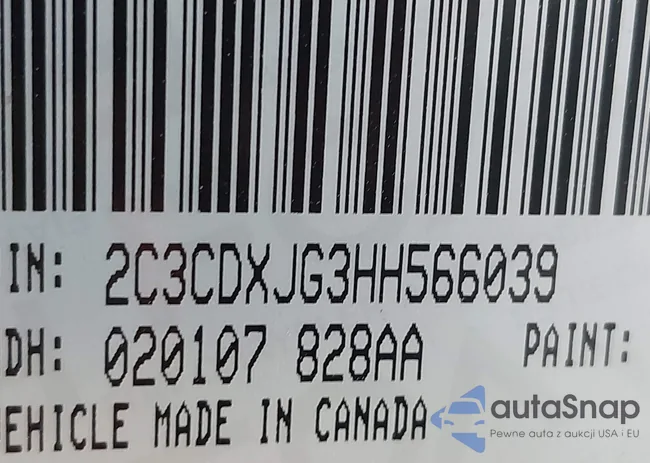 IN: 2C3CDXJG3HH566039
DH: 020107 828AA PAINT:
EHICLE MADE IN CANADA
autaSnap
Pewne auta z aukcji USA i EU